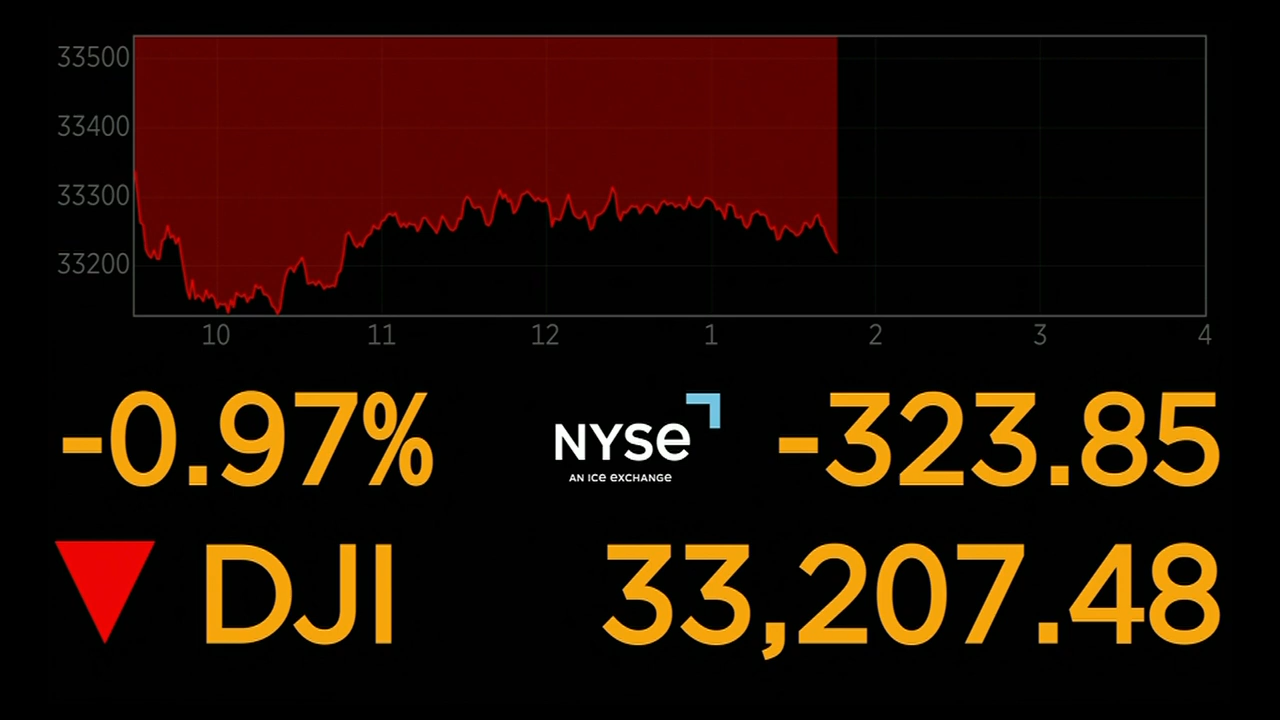 33500
33400
33300
33200
10 11 12 1 2 3 4
-0.97% NYSE -323.85
AN ICE EXCHANGE
DJI 33,207.48